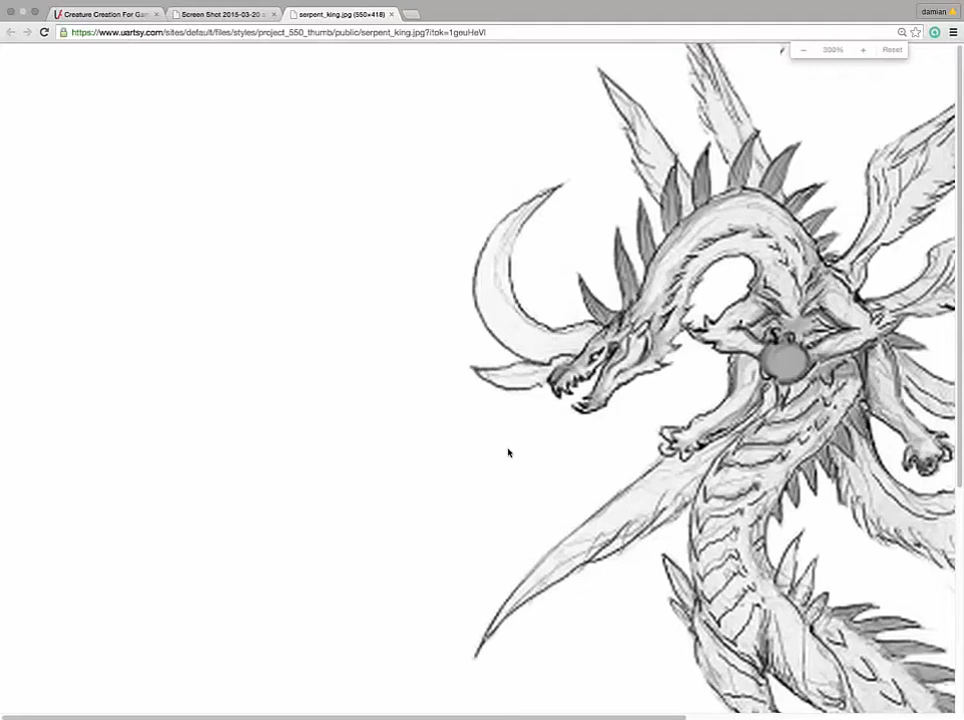 Creature Creation For Gam
Screen Shot 2015-03-20 a
serpent_king.jpg (550×418)
damian
https://www.uartsy.com/sites/default/files/styles/project_550_thumb/public/serpent_king.jpg?itok=1geuHeVl
300%
Reset